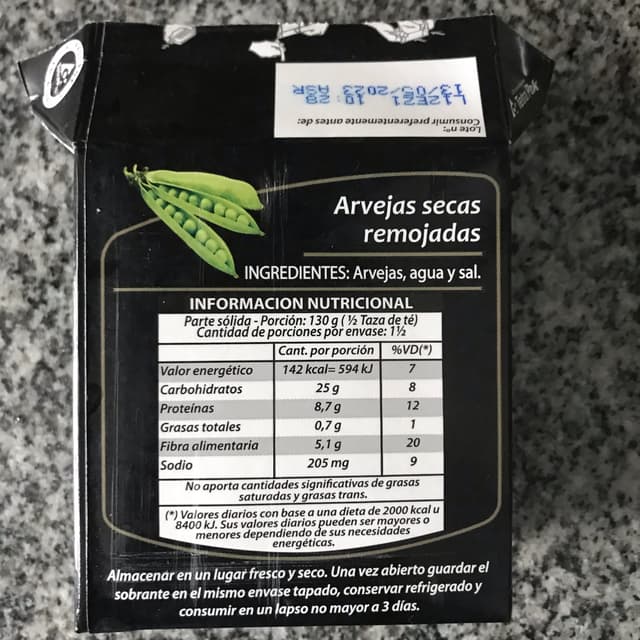 Lote nº:
Consumir preferentemente antes de:
L12E21
13/05/2023 10 28
ASR
Arvejas secas
remojadas
INGREDIENTES: Arvejas, agua y sal.
INFORMACION NUTRICIONAL
Parte sólida - Porción: 130 g ( ½ Taza de té)
Cantidad de porciones por envase: 1½
Cant. por porción %VD(*)
Valor energético 142 kcal= 594 kJ 7
Carbohidratos 25 g 8
Proteínas 8,7 g 12
Grasas totales 0,7 g 1
Fibra alimentaria 5,1 g 20
Sodio 205 mg 9
No aporta cantidades significativas de grasas
saturadas y grasas trans.
(*) Valores diarios con base a una dieta de 2000 kcal u
8400 kJ. Sus valores diarios pueden ser mayores o
menores dependiendo de sus necesidades
energéticas.
Almacenar en un lugar fresco y seco. Una vez abierto guardar el
sobrante en el mismo envase tapado, conservar refrigerado y
consumir en un lapso no mayor a 3 días.